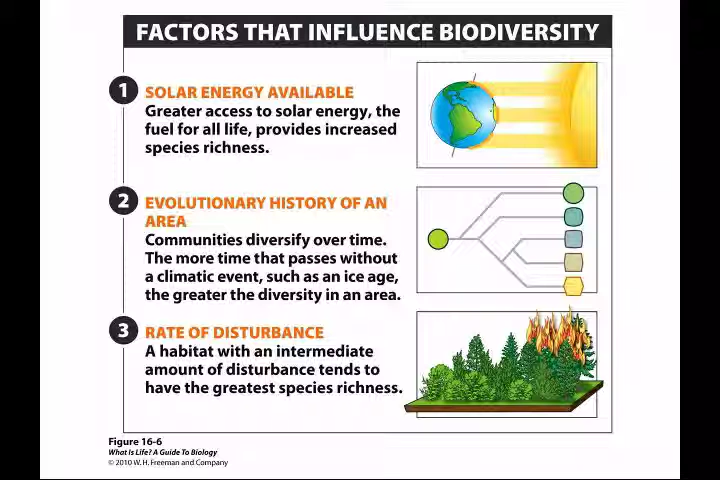 FACTORS THAT INFLUENCE BIODIVERSITY
1 SOLAR ENERGY AVAILABLE
Greater access to solar energy, the
fuel for all life, provides increased
species richness.
2 EVOLUTIONARY HISTORY OF AN
AREA
Communities diversify over time.
The more time that passes without
a climatic event, such as an ice age,
the greater the diversity in an area.
3 RATE OF DISTURBANCE
A habitat with an intermediate
amount of disturbance tends to
have the greatest species richness.
Figure 16-6
What Is Life? A Guide To Biology
© 2010 W. H. Freeman and Company